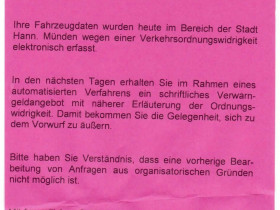 Ihre Fahrzeugdaten wurden heute im Bereich der Stadt
Hann. Münden wegen einer Verkehrsordnungswidrigkeit
elektronisch erfasst.
In den nächsten Tagen erhalten Sie im Rahmen eines
automatisierten Verfahrens ein schriftliches Verwarn-
geldangebot mit näherer Erläuterung der Ordnungs-
widrigkeit. Damit bekommen Sie die Gelegenheit, sich zu
dem Vorwurf zu äußern.
Bitte haben Sie Verständnis, dass eine vorherige Bear-
beitung von Anfragen aus organisatorischen Gründen
nicht möglich ist.